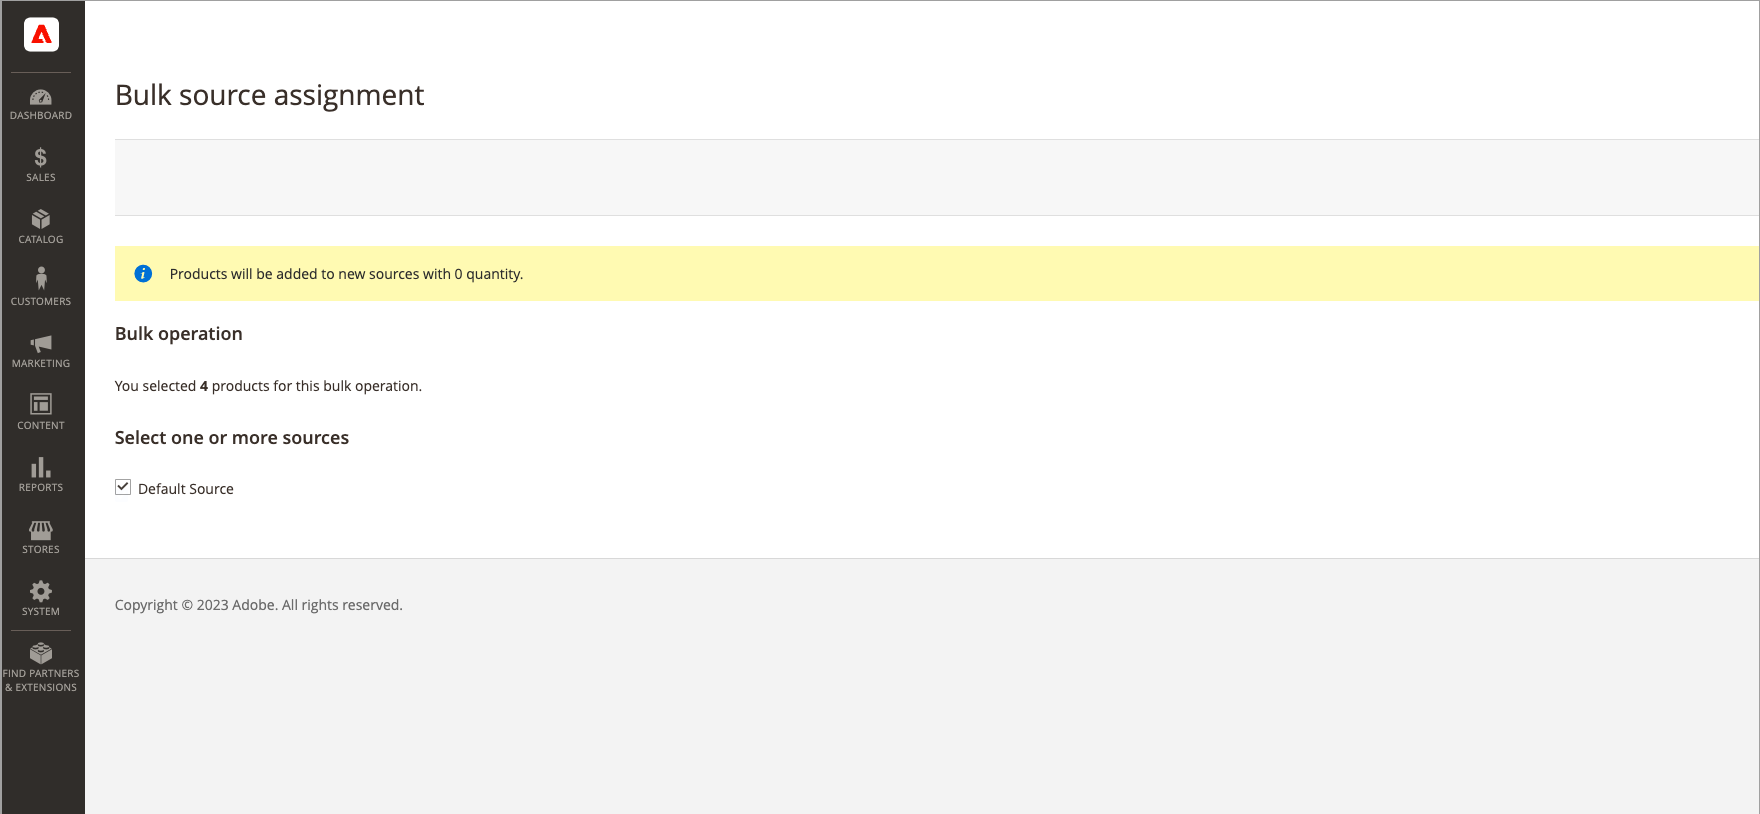 DASHBOARD
SALES
CATALOG
CUSTOMERS
MARKETING
CONTENT
REPORTS
STORES
SYSTEM
FIND PARTNERS
& EXTENSIONS
Bulk source assignment
Products will be added to new sources with 0 quantity.
Bulk operation
You selected 4 products for this bulk operation.
Select one or more sources
Default Source
Copyright © 2023 Adobe. All rights reserved.